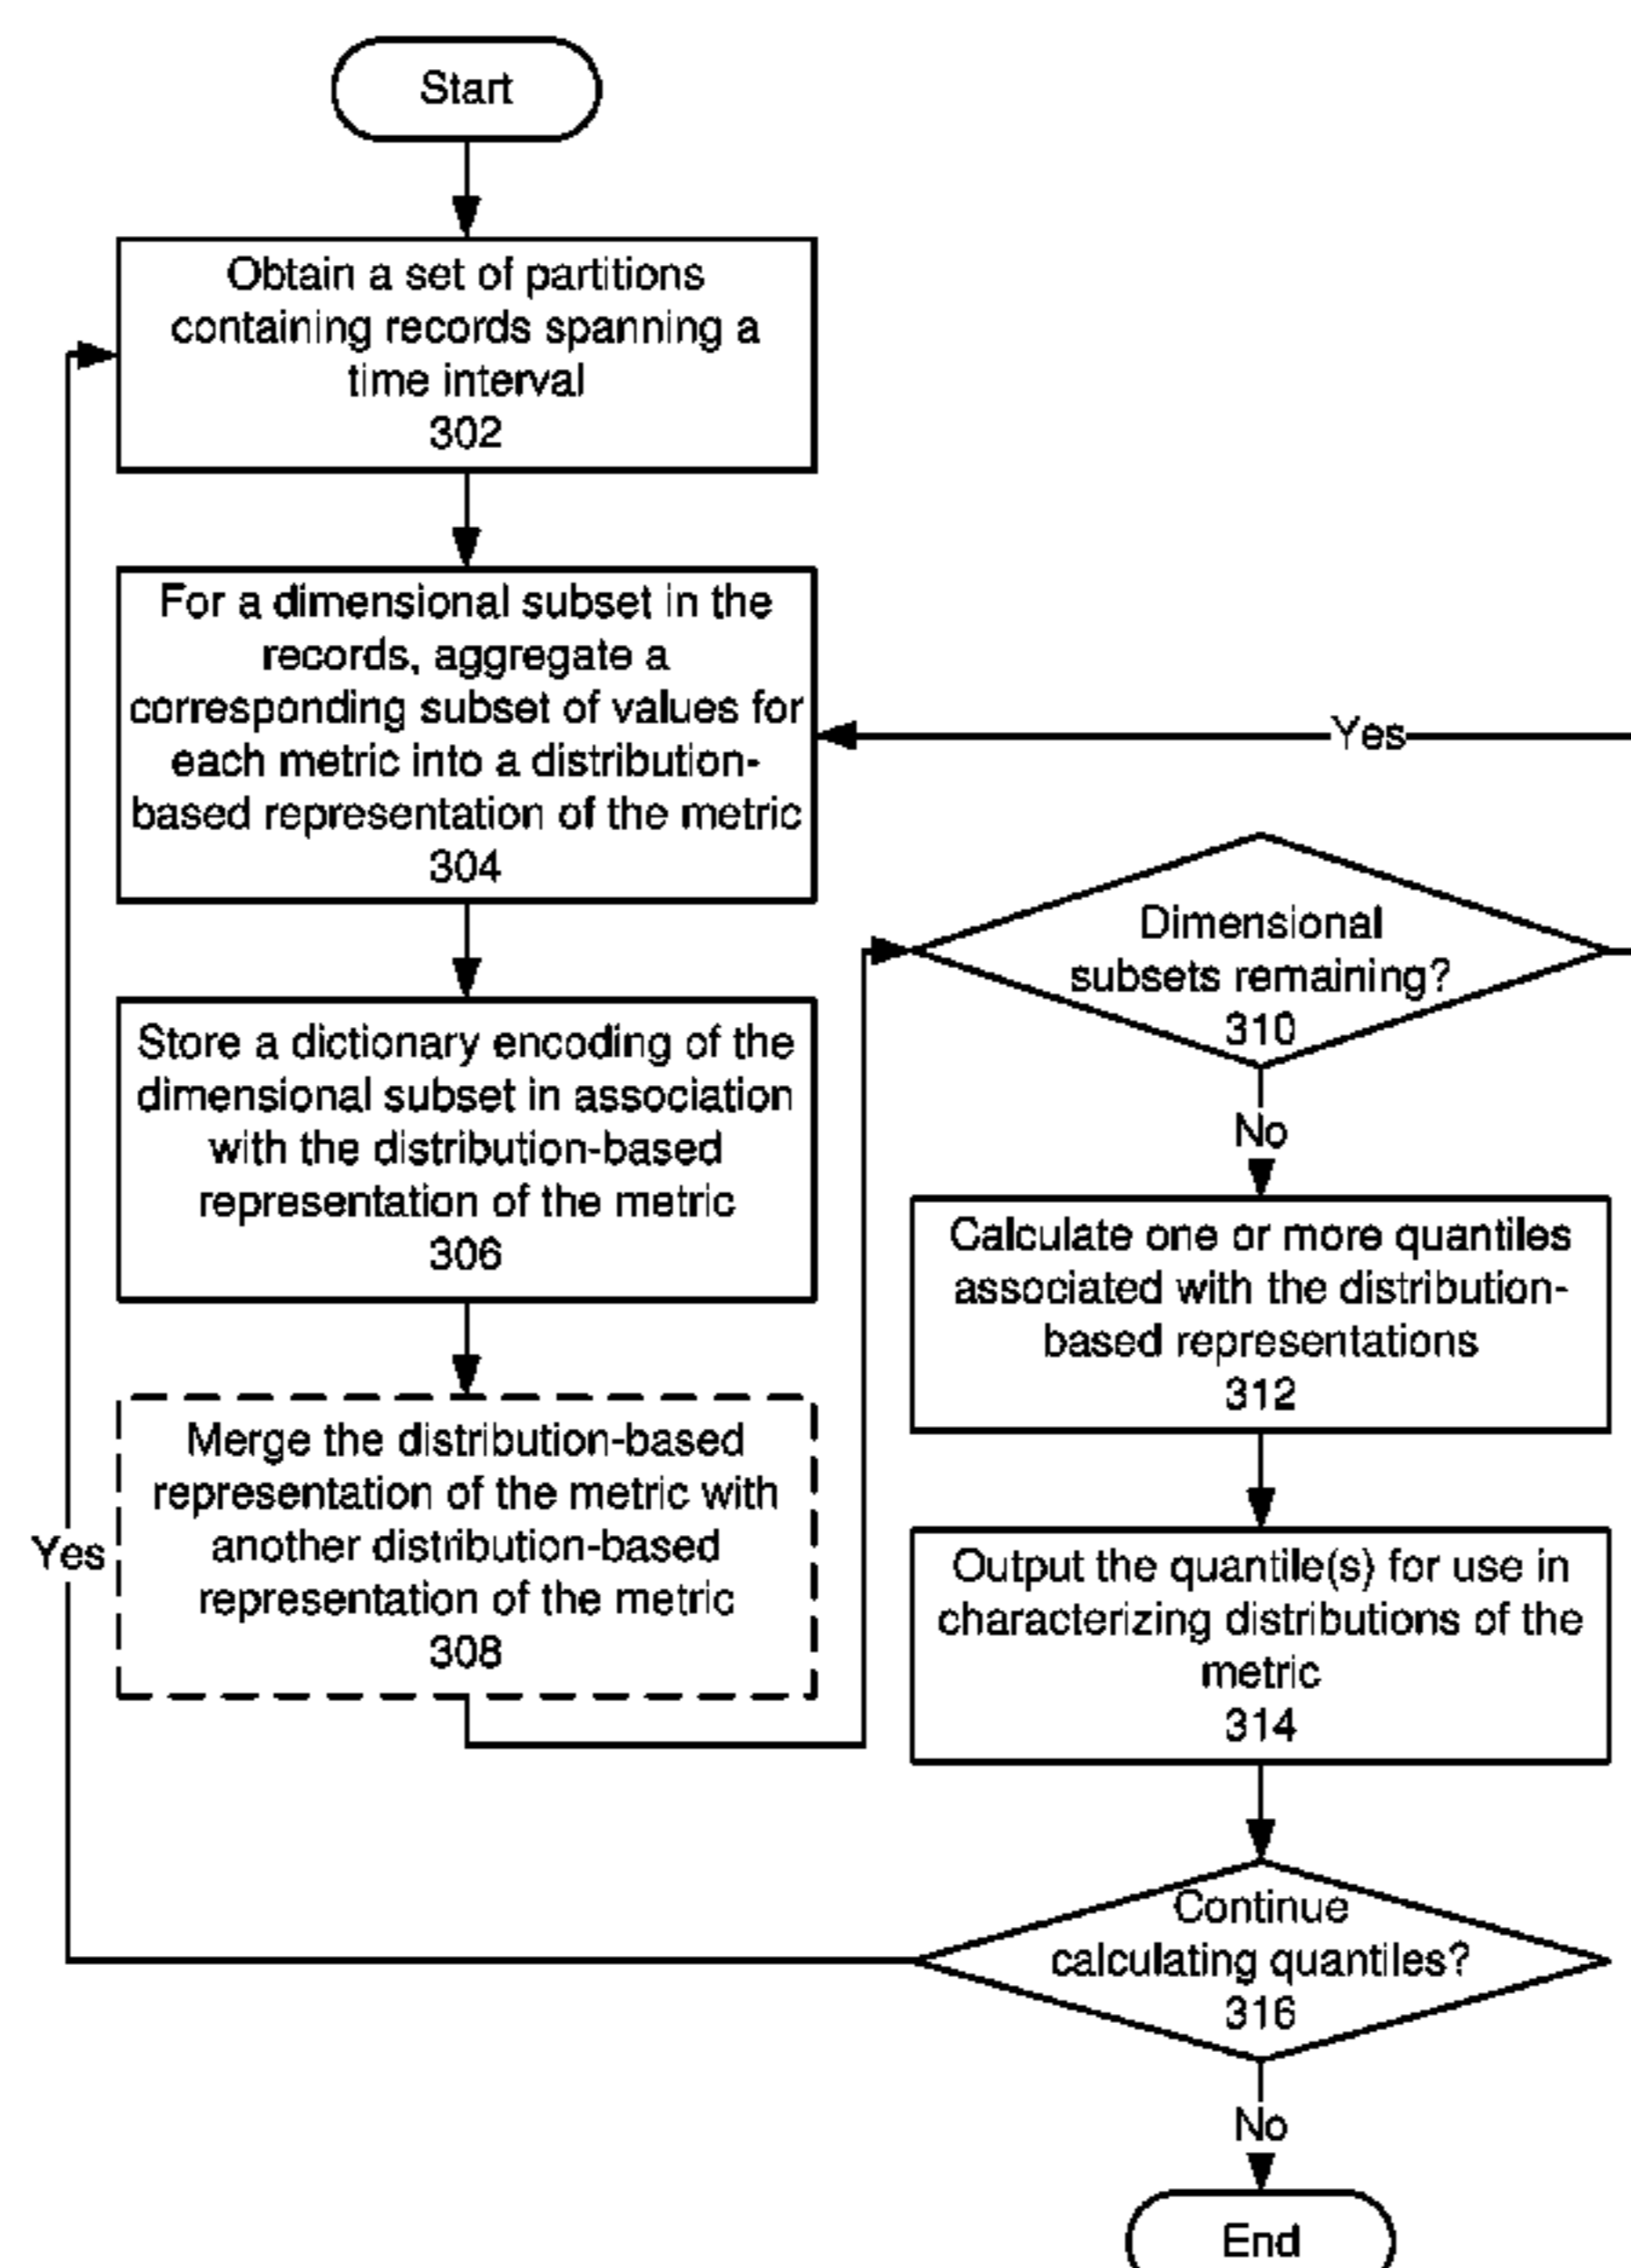 Start
Obtain a set of partitions
containing records spanning a
time interval
302
For a dimensional subset in the
records, aggregate a
corresponding subset of values for
each metric into a distribution-
based representation of the metric
304
Store a dictionary encoding of the
dimensional subset in association
with the distribution-based
representation of the metric
306
Merge the distribution-based
representation of the metric with
another distribution-based
representation of the metric
308
Yes
Yes
Dimensional
subsets remaining?
310
No
Calculate one or more quantiles
associated with the distribution-
based representations
312
Output the quantile(s) for use in
characterizing distributions of the
metric
314
Continue
calculating quantiles?
316
No
End